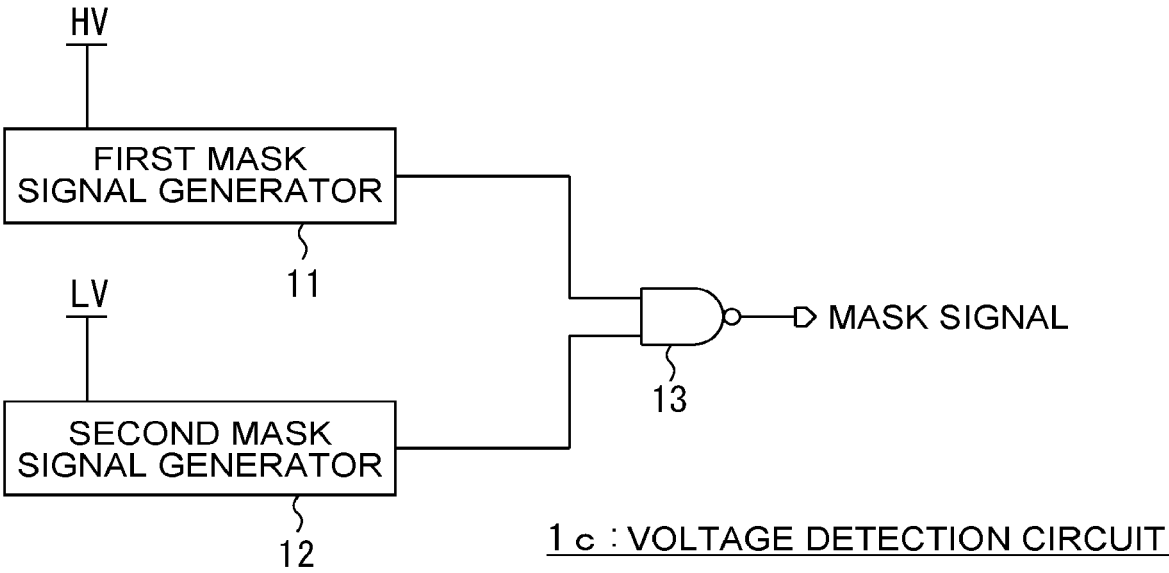 HV
FIRST MASK
SIGNAL GENERATOR
11
LV
MASK SIGNAL
13
SECOND MASK
SIGNAL GENERATOR
12
1c : VOLTAGE DETECTION CIRCUIT